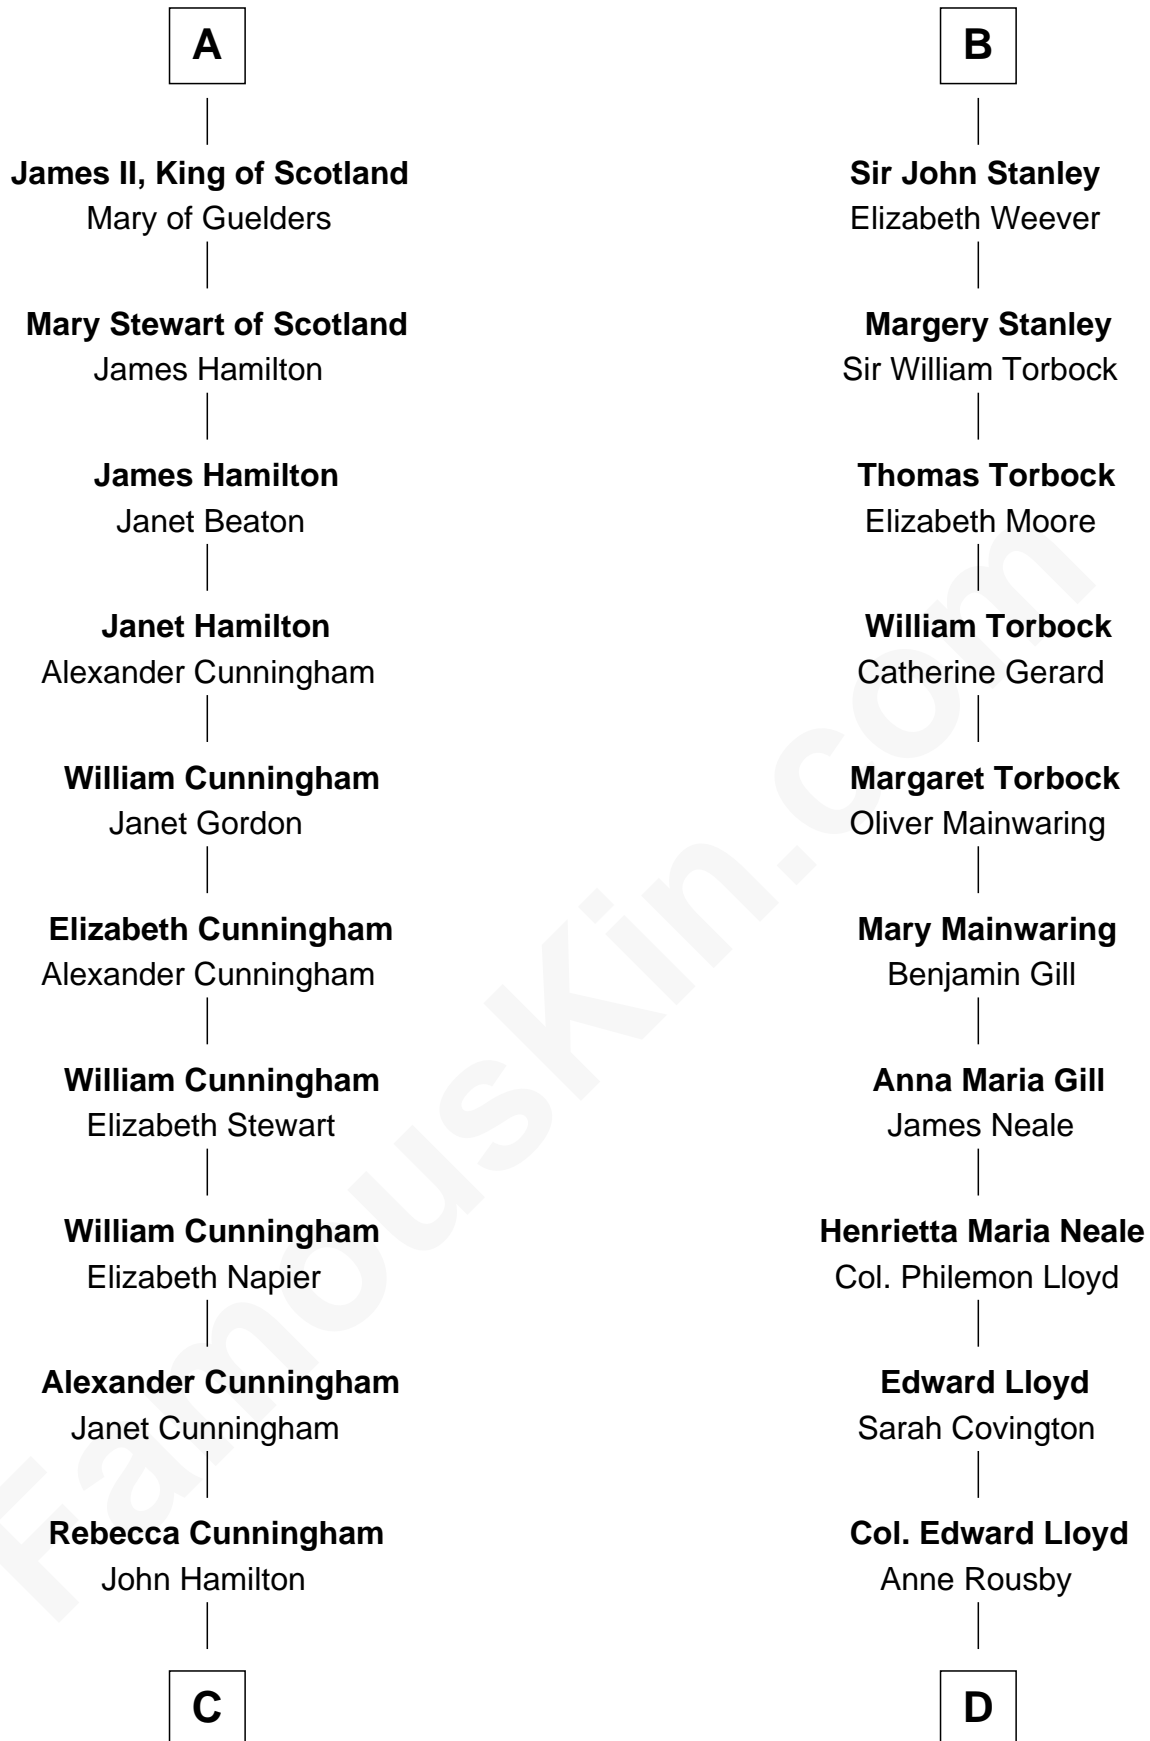 A
James II, King of Scotland
Mary of Guelders
Mary Stewart of Scotland
James Hamilton
James Hamilton
Janet Beaton
Janet Hamilton
Alexander Cunningham
William Cunningham
Janet Gordon
Elizabeth Cunningham
Alexander Cunningham
William Cunningham
Elizabeth Stewart
William Cunningham
Elizabeth Napier
Alexander Cunningham
Janet Cunningham
Rebecca Cunningham
John Hamilton
C
B
Sir John Stanley
Elizabeth Weever
Margery Stanley
Sir William Torbock
Thomas Torbock
Elizabeth Moore
William Torbock
Catherine Gerard
Margaret Torbock
Oliver Mainwaring
Mary Mainwaring
Benjamin Gill
Anna Maria Gill
James Neale
Henrietta Maria Neale
Col. Philemon Lloyd
Edward Lloyd
Sarah Covington
Col. Edward Lloyd
Anne Rousby
D
FamousKin.com